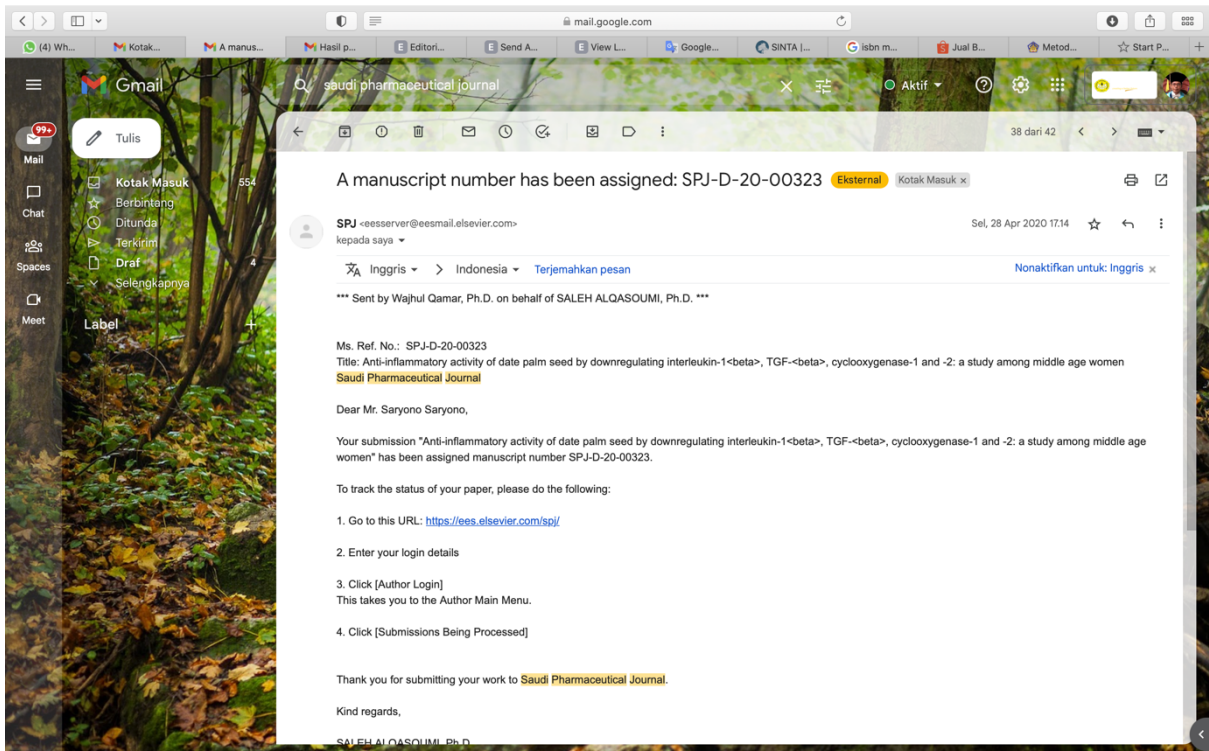 mail.google.com
(4) Wh...
Kotak...
A manus...
Hasil p...
Editori...
Send A...
View L...
Google...
SINTA |...
isbn m...
Jual B...
Metod...
Start P...
Gmail
saudi pharmaceutical journal
Aktif
99+
Mail
Chat
Spaces
Meet
Tulis
Kotak Masuk 554
Berbintang
Ditunda
Terkirim
Draf 4
Selengkapnya
Label
38 dari 42
A manuscript number has been assigned: SPJ-D-20-00323 Eksternal Kotak Masuk ×
SPJ <eesserver@eesmail.elsevier.com> Sel, 28 Apr 2020 17.14
kepada saya
Inggris > Indonesia Terjemahkan pesan Nonaktifkan untuk: Inggris ×
*** Sent by Wajhul Qamar, Ph.D. on behalf of SALEH ALQASOUMI, Ph.D. ***
Ms. Ref. No.: SPJ-D-20-00323
Title: Anti-inflammatory activity of date palm seed by downregulating interleukin-1<beta>, TGF-<beta>, cyclooxygenase-1 and -2: a study among middle age women
Saudi Pharmaceutical Journal
Dear Mr. Saryono Saryono,
Your submission "Anti-inflammatory activity of date palm seed by downregulating interleukin-1<beta>, TGF-<beta>, cyclooxygenase-1 and -2: a study among middle age
women" has been assigned manuscript number SPJ-D-20-00323.
To track the status of your paper, please do the following:
1. Go to this URL: https://ees.elsevier.com/spj/
2. Enter your login details
3. Click [Author Login]
This takes you to the Author Main Menu.
4. Click [Submissions Being Processed]
Thank you for submitting your work to Saudi Pharmaceutical Journal.
Kind regards,
SALEH ALQASOUMI, Ph.D.